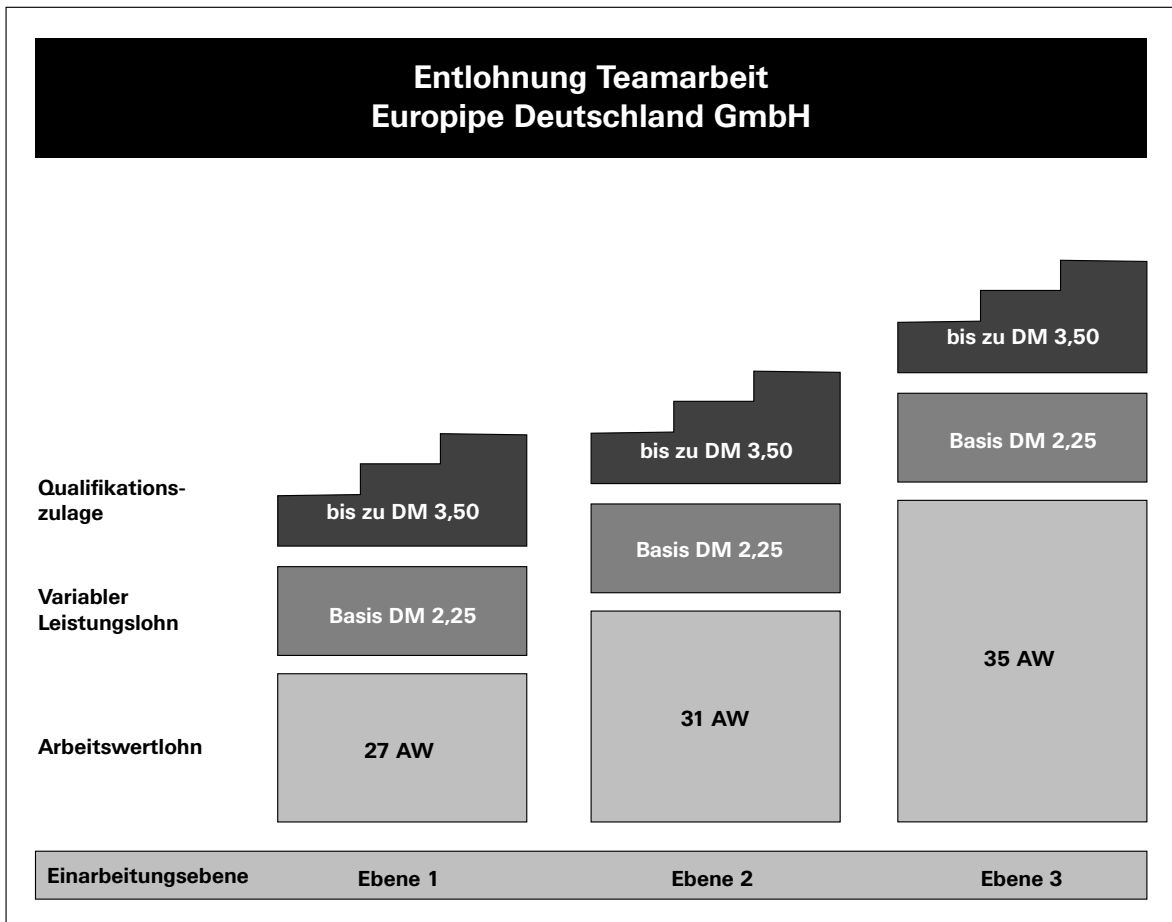 Entlohnung Teamarbeit
Europipe Deutschland GmbH
Qualifikations-
zulage
bis zu DM 3,50
bis zu DM 3,50
bis zu DM 3,50
Variabler
Leistungslohn
Basis DM 2,25
Basis DM 2,25
Basis DM 2,25
Arbeitswertlohn
27 AW
31 AW
35 AW
Einarbeitungsebene
Ebene 1
Ebene 2
Ebene 3